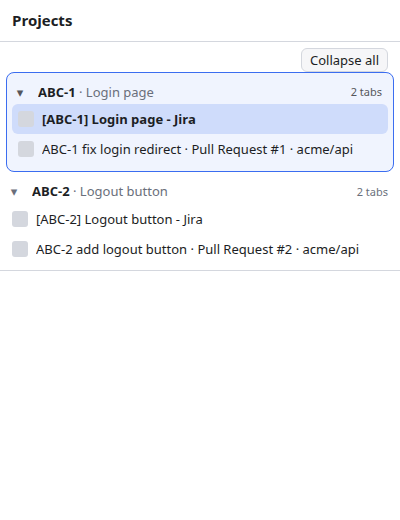 Projects
Collapse all
▾ ABC-1 · Login page 2 tabs
[ABC-1] Login page - Jira
ABC-1 fix login redirect · Pull Request #1 · acme/api
▾ ABC-2 · Logout button 2 tabs
[ABC-2] Logout button - Jira
ABC-2 add logout button · Pull Request #2 · acme/api